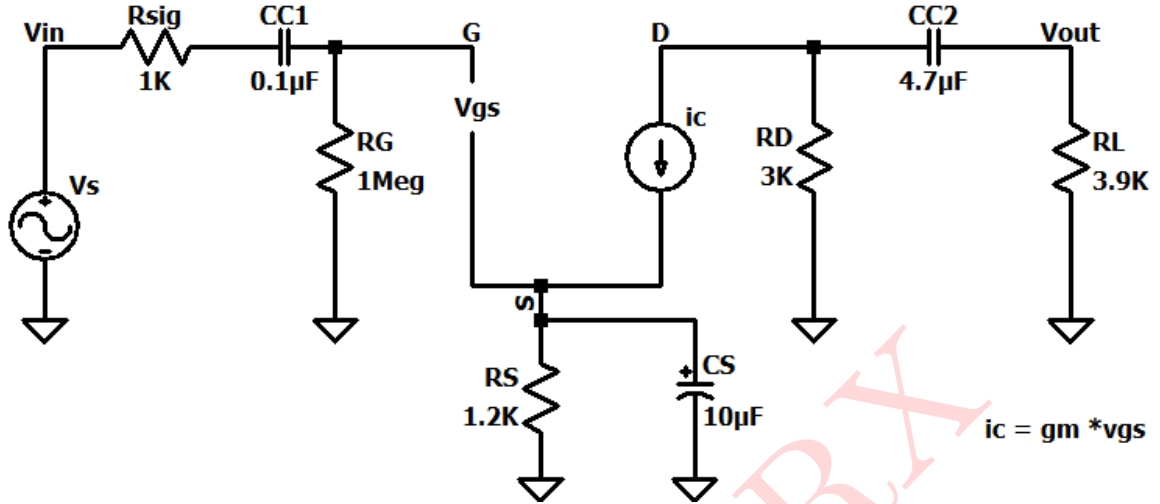 Vin
Rsig
1K
CC1
0.1µF
G
D
CC2
4.7µF
Vout
Vgs
ic
RG
1Meg
RD
3K
RL
3.9K
Vs
S
RS
1.2K
CS
10µF
ic = gm *vgs
RX